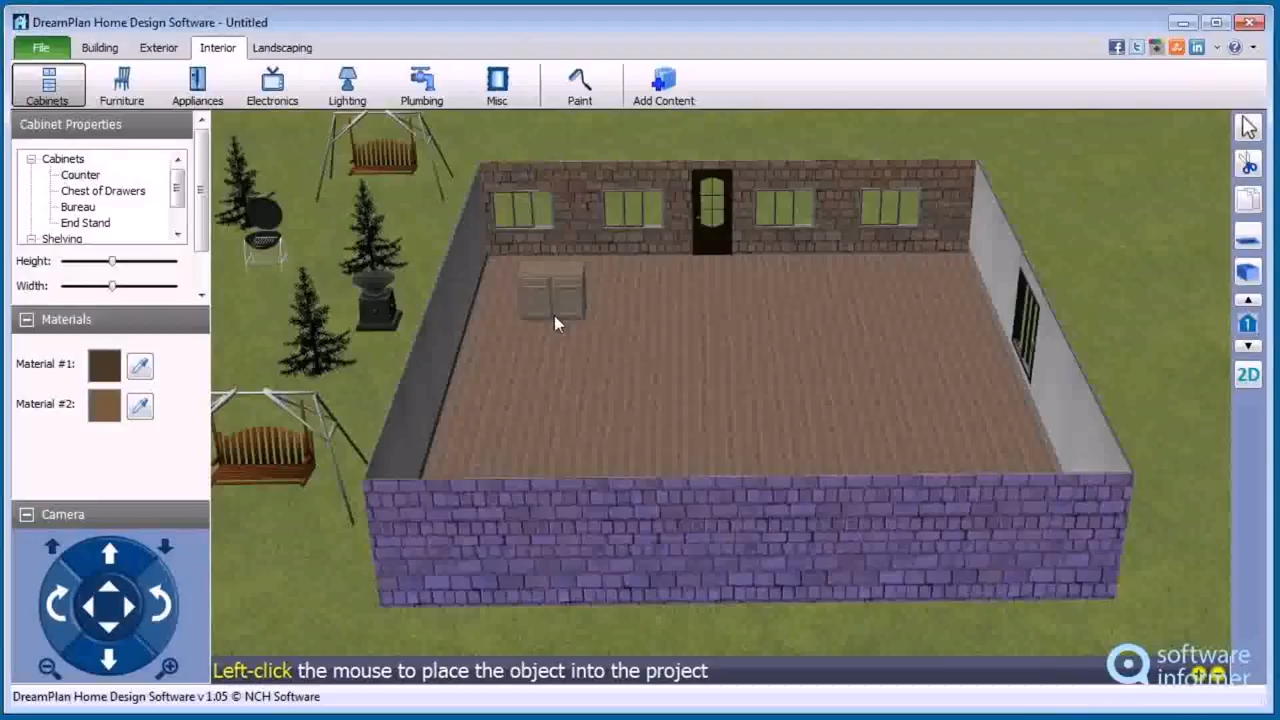 DreamPlan Home Design Software - Untitled
File Building Exterior Interior Landscaping
Cabinets Furniture Appliances Electronics Lighting Plumbing Misc Paint Add Content
Cabinet Properties
Cabinets
Counter
Chest of Drawers
Bureau
End Stand
Shelving
Height:
Width:
Materials
Material #1:
Material #2:
Camera
1
2D
Left-click the mouse to place the object into the project
software
informer
DreamPlan Home Design Software v 1.05 © NCH Software